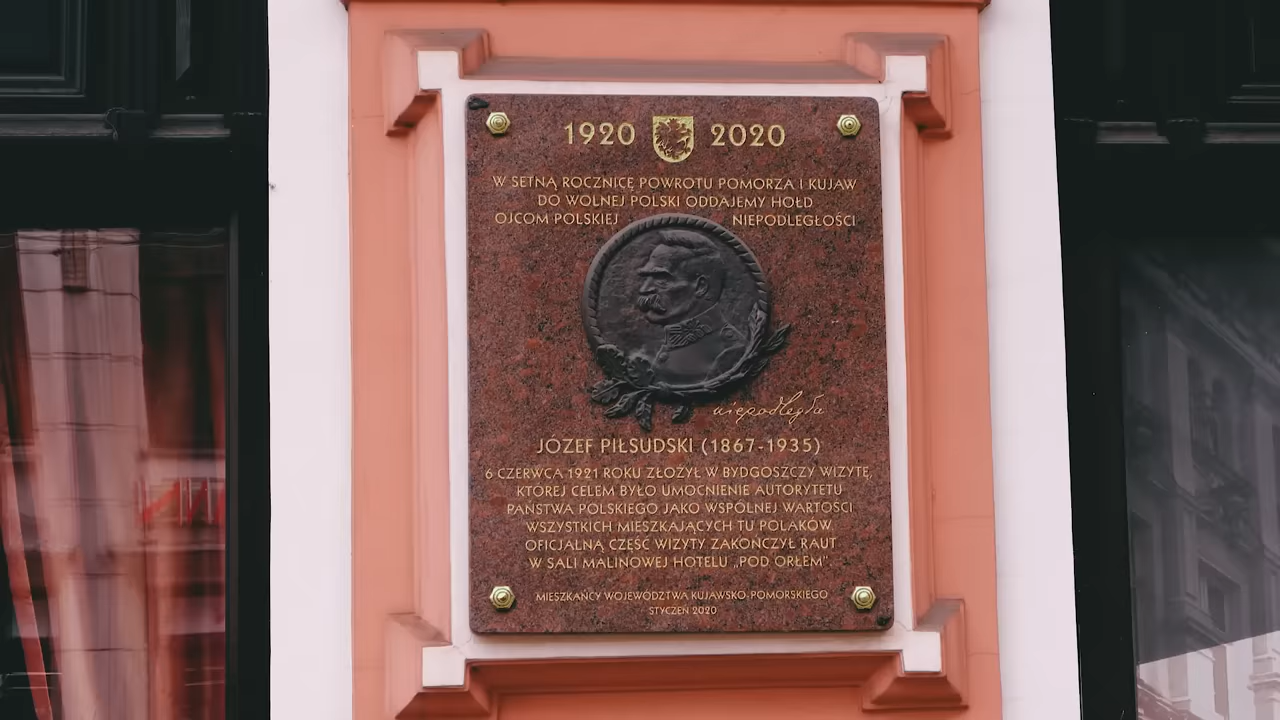 1920 2020
W SETNĄ ROCZNICĘ POWROTU POMORZA I KUJAW
DO WOLNEJ POLSKI ODDAJEMY HOŁD
OJCOM POLSKIEJ NIEPODLEGŁOŚCI
niepodległa
JÓZEF PIŁSUDSKI (1867-1935)
6 CZERWCA 1921 ROKU ZŁOŻYŁ W BYDGOSZCZY WIZYTĘ,
KTÓREJ CELEM BYŁO UMOCNIENIE AUTORYTETU
PAŃSTWA POLSKIEGO JAKO WSPÓLNEJ WARTOŚCI
WSZYSTKICH MIESZKAJĄCYCH TU POLAKÓW.
OFICJALNĄ CZĘŚĆ WIZYTY ZAKOŃCZYŁ RAUT
W SALI MALINOWEJ HOTELU „POD ORŁEM”.
MIESZKAŃCY WOJEWÓDZTWA KUJAWSKO-POMORSKIEGO
STYCZEŃ 2020